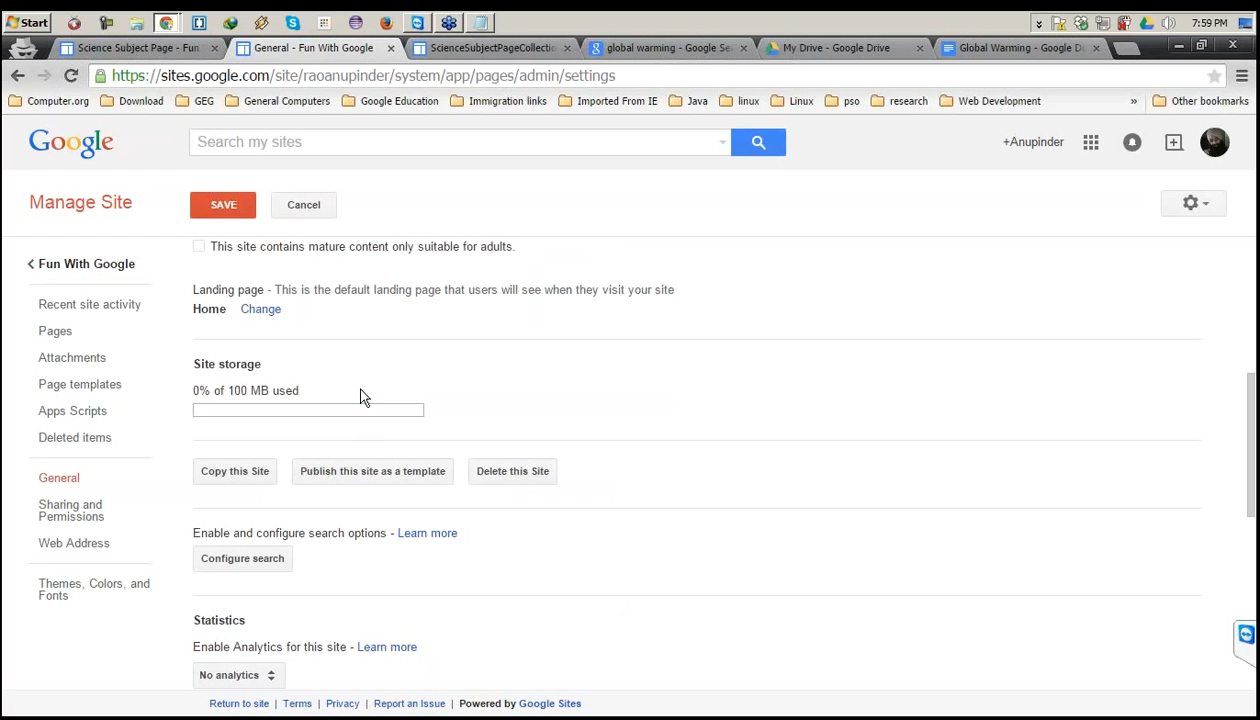 Start
7:59 PM
Science Subject Page - Fun
General - Fun With Google
ScienceSubjectPageCollecti
global warming - Google Se
My Drive - Google Drive
Global Warming - Google D
https://sites.google.com/site/raoanupinder/system/app/pages/admin/settings
Computer.org Download GEG General Computers Google Education Immigration links Imported From IE Java linux Linux pso research Web Development » Other bookmarks
Google Search my sites +Anupinder
Manage Site SAVE Cancel
This site contains mature content only suitable for adults.
Fun With Google
Landing page - This is the default landing page that users will see when they visit your site
Recent site activity
Home Change
Pages
Attachments
Site storage
Page templates
0% of 100 MB used
Apps Scripts
Deleted items
General
Copy this Site Publish this site as a template Delete this Site
Sharing and
Permissions
Enable and configure search options - Learn more
Web Address
Configure search
Themes, Colors, and
Fonts
Statistics
Enable Analytics for this site - Learn more
No analytics
Return to site | Terms | Privacy | Report an Issue | Powered by Google Sites